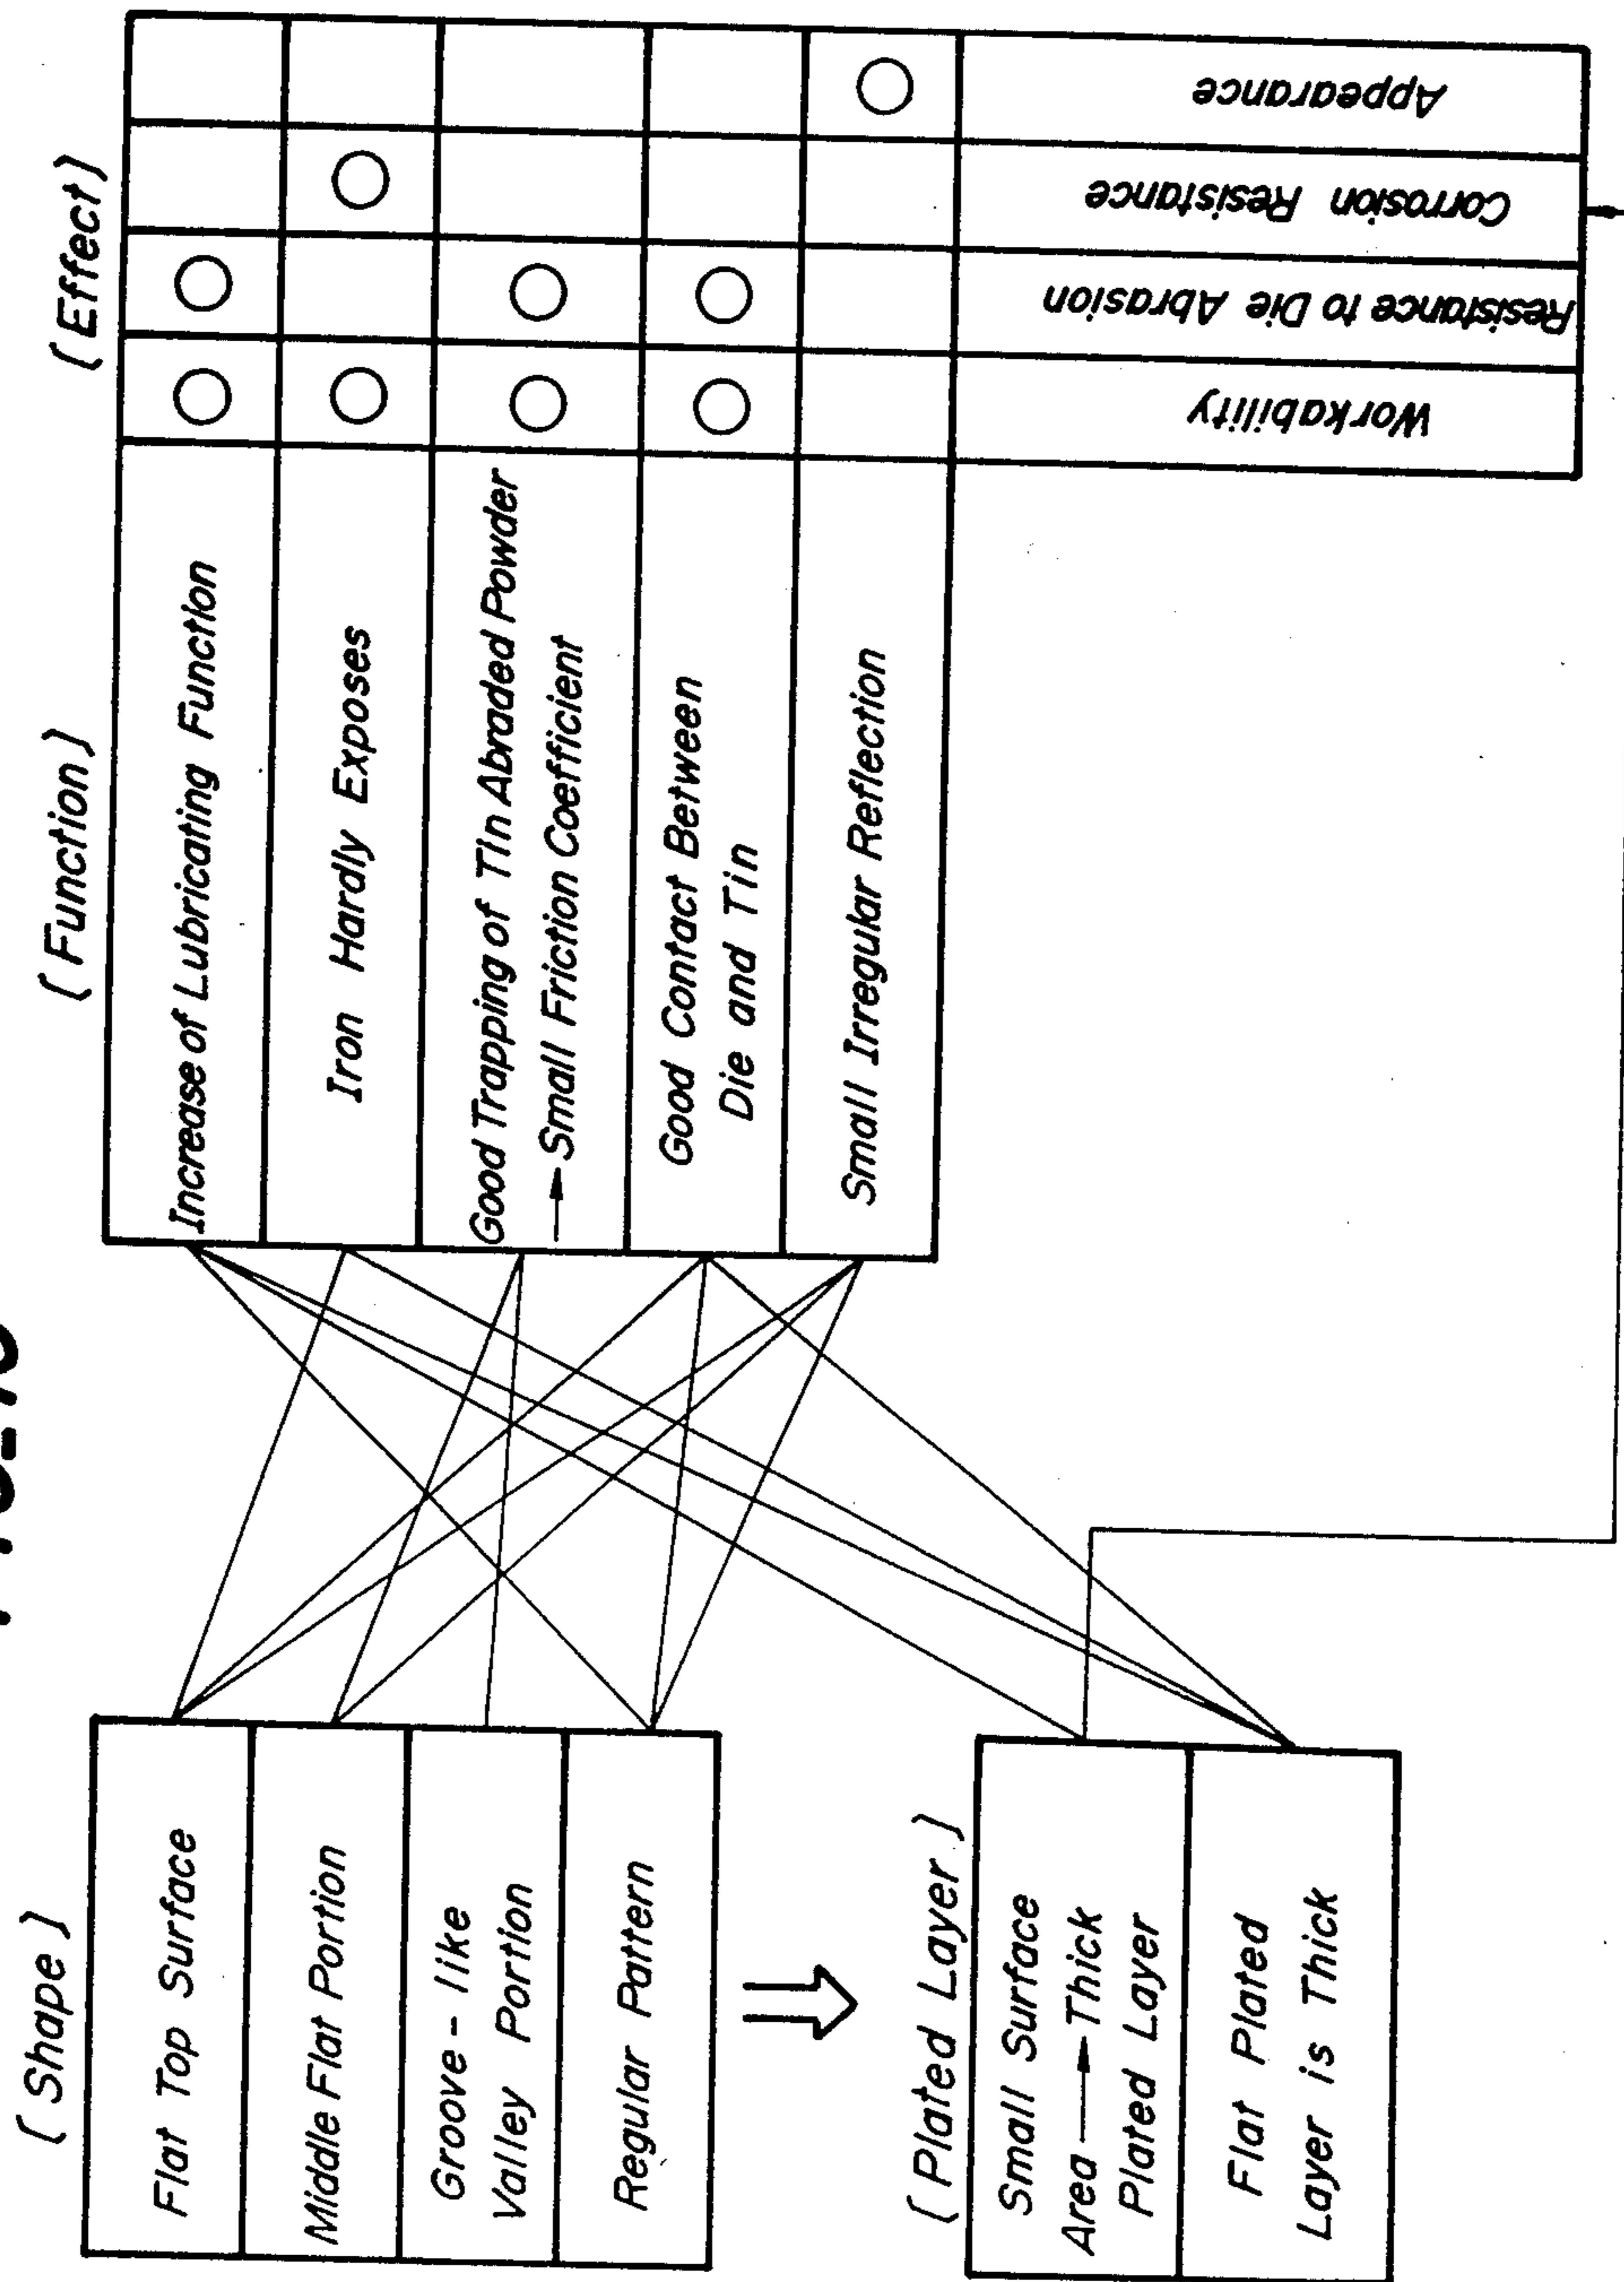 ( Shape )
Flat Top Surface
Middle Flat Portion
Groove-like
Valley Portion
Regular Pattern
( Plated Layer )
Small Surface
Area → Thick
Plated Layer
Flat Plated
Layer is Thick
( Function )
Increase of Lubricating Function
Iron Hardly Exposes
Good Trapping of Tin Abraded Powder
→ Small Friction Coefficient
Good Contact Between
Die and Tin
Small Irregular Reflection
( Effect )
Workability
Resistance to Die Abrasion
Corrosion Resistance
Appearance